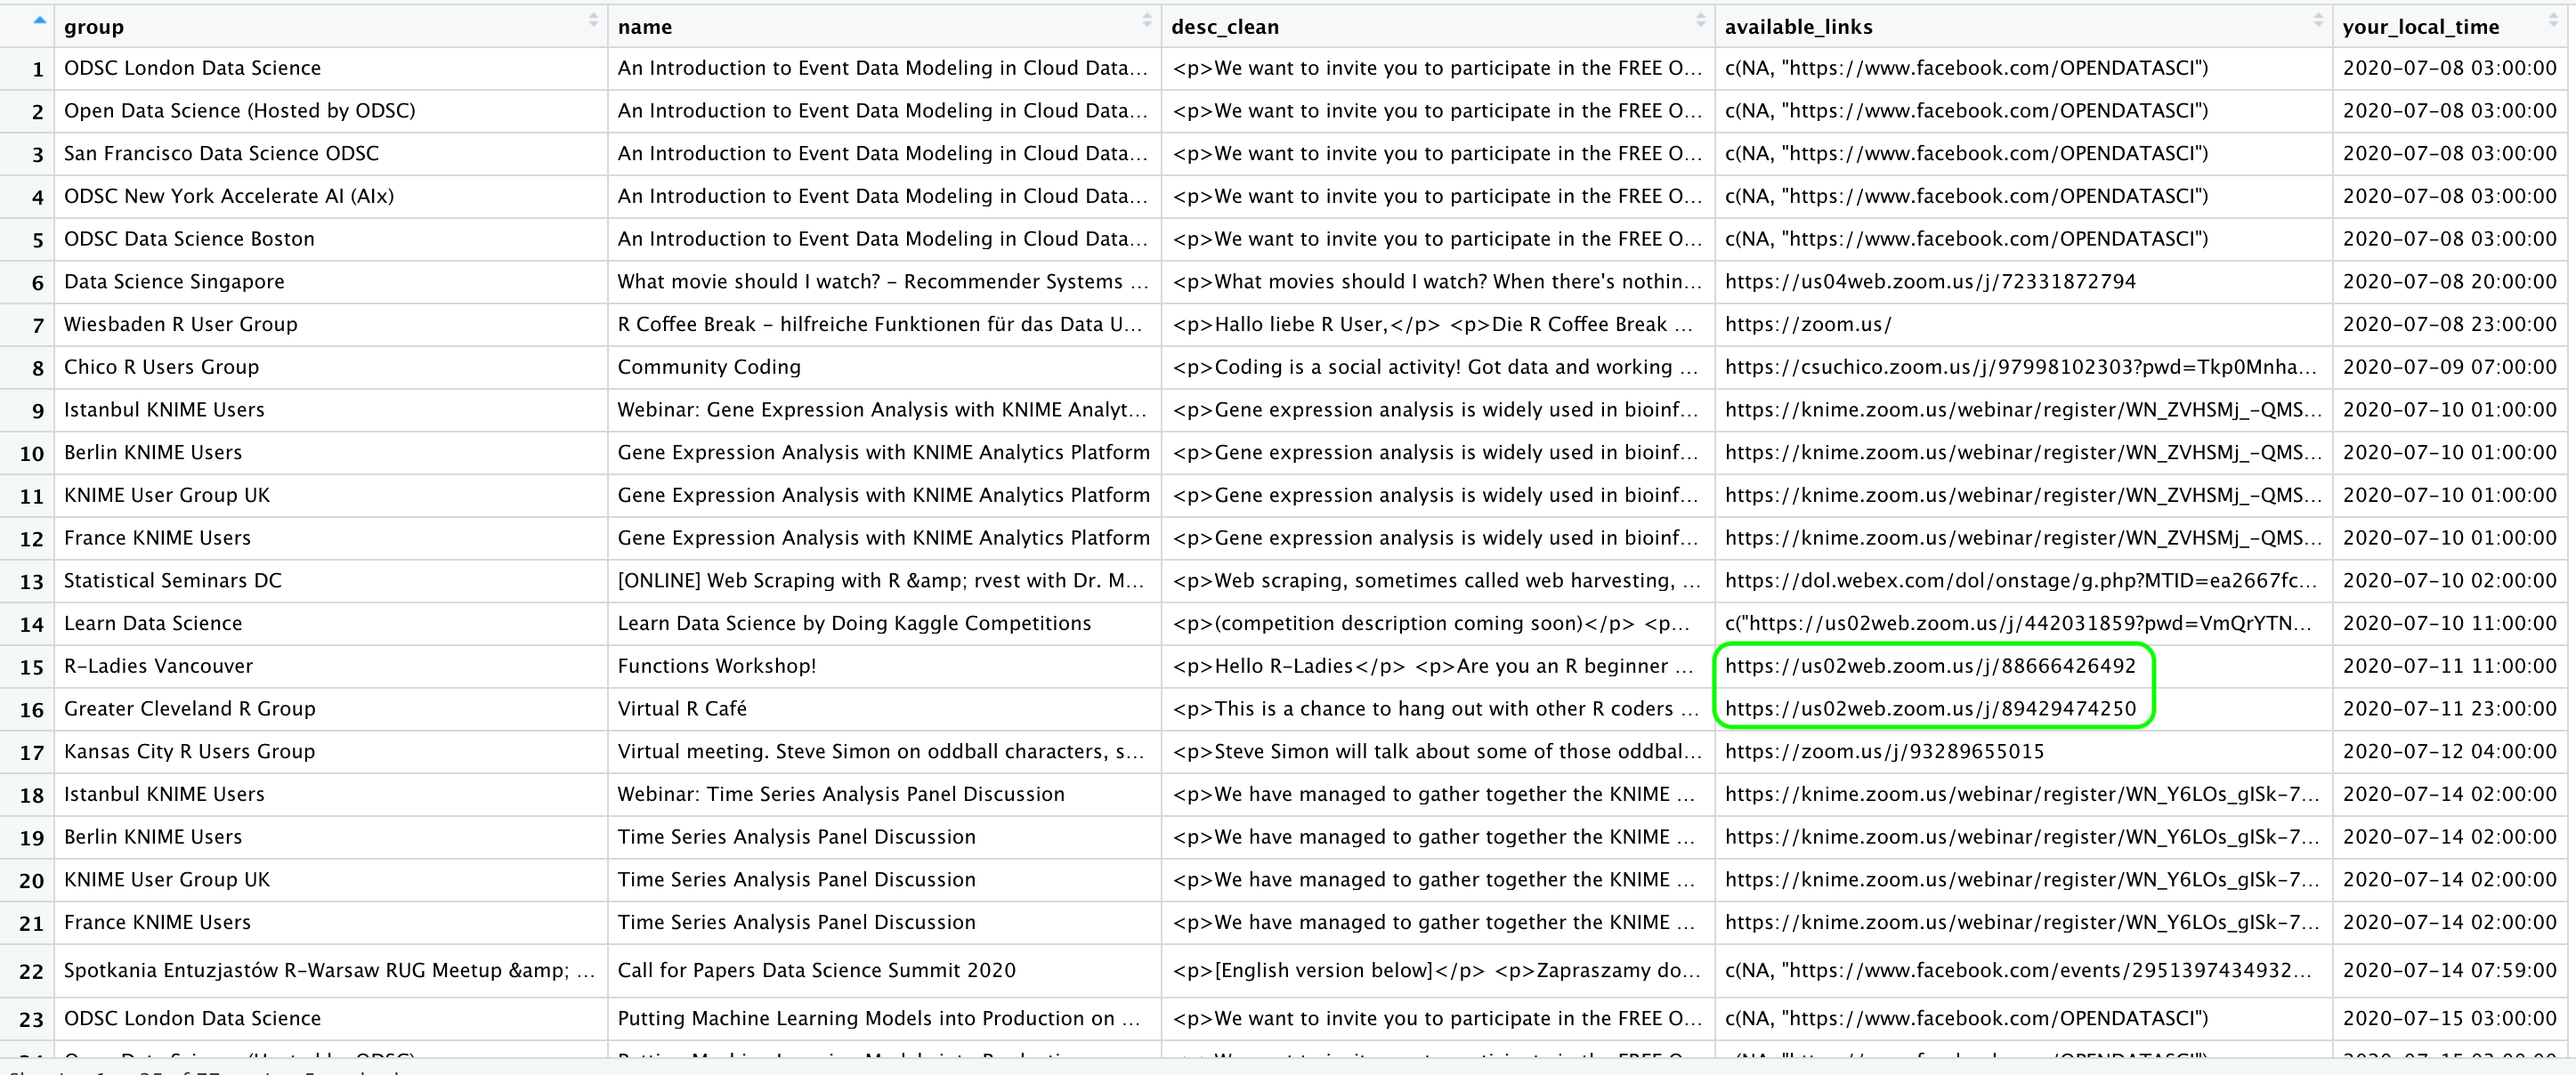 group name desc_clean available_links your_local_time
1 ODSC London Data Science An Introduction to Event Data Modeling in Cloud Data... <p>We want to invite you to participate in the FREE O... c(NA, "https://www.facebook.com/OPENDATASCI") 2020-07-08 03:00:00
2 Open Data Science (Hosted by ODSC) An Introduction to Event Data Modeling in Cloud Data... <p>We want to invite you to participate in the FREE O... c(NA, "https://www.facebook.com/OPENDATASCI") 2020-07-08 03:00:00
3 San Francisco Data Science ODSC An Introduction to Event Data Modeling in Cloud Data... <p>We want to invite you to participate in the FREE O... c(NA, "https://www.facebook.com/OPENDATASCI") 2020-07-08 03:00:00
4 ODSC New York Accelerate AI (AIx) An Introduction to Event Data Modeling in Cloud Data... <p>We want to invite you to participate in the FREE O... c(NA, "https://www.facebook.com/OPENDATASCI") 2020-07-08 03:00:00
5 ODSC Data Science Boston An Introduction to Event Data Modeling in Cloud Data... <p>We want to invite you to participate in the FREE O... c(NA, "https://www.facebook.com/OPENDATASCI") 2020-07-08 03:00:00
6 Data Science Singapore What movie should I watch? – Recommender Systems ... <p>What movies should I watch? When there's nothin... https://us04web.zoom.us/j/72331872794 2020-07-08 20:00:00
7 Wiesbaden R User Group R Coffee Break – hilfreiche Funktionen für das Data U... <p>Hallo liebe R User,</p> <p>Die R Coffee Break ... https://zoom.us/ 2020-07-08 23:00:00
8 Chico R Users Group Community Coding <p>Coding is a social activity! Got data and working ... https://csuchico.zoom.us/j/97998102303?pwd=Tkp0Mnha... 2020-07-09 07:00:00
9 Istanbul KNIME Users Webinar: Gene Expression Analysis with KNIME Analyt... <p>Gene expression analysis is widely used in bioinf... https://knime.zoom.us/webinar/register/WN_ZVHSMj_-QMS... 2020-07-10 01:00:00
10 Berlin KNIME Users Gene Expression Analysis with KNIME Analytics Platform <p>Gene expression analysis is widely used in bioinf... https://knime.zoom.us/webinar/register/WN_ZVHSMj_-QMS... 2020-07-10 01:00:00
11 KNIME User Group UK Gene Expression Analysis with KNIME Analytics Platform <p>Gene expression analysis is widely used in bioinf... https://knime.zoom.us/webinar/register/WN_ZVHSMj_-QMS... 2020-07-10 01:00:00
12 France KNIME Users Gene Expression Analysis with KNIME Analytics Platform <p>Gene expression analysis is widely used in bioinf... https://knime.zoom.us/webinar/register/WN_ZVHSMj_-QMS... 2020-07-10 01:00:00
13 Statistical Seminars DC [ONLINE] Web Scraping with R &amp; rvest with Dr. M... <p>Web scraping, sometimes called web harvesting, ... https://dol.webex.com/dol/onstage/g.php?MTID=ea2667fc... 2020-07-10 02:00:00
14 Learn Data Science Learn Data Science by Doing Kaggle Competitions <p>(competition description coming soon)</p> <p... c("https://us02web.zoom.us/j/442031859?pwd=VmQrYTN... 2020-07-10 11:00:00
15 R-Ladies Vancouver Functions Workshop! <p>Hello R-Ladies</p> <p>Are you an R beginner ... https://us02web.zoom.us/j/88666426492 2020-07-11 11:00:00
16 Greater Cleveland R Group Virtual R Café <p>This is a chance to hang out with other R coders ... https://us02web.zoom.us/j/89429474250 2020-07-11 23:00:00
17 Kansas City R Users Group Virtual meeting. Steve Simon on oddball characters, s... <p>Steve Simon will talk about some of those oddbal... https://zoom.us/j/93289655015 2020-07-12 04:00:00
18 Istanbul KNIME Users Webinar: Time Series Analysis Panel Discussion <p>We have managed to gather together the KNIME ... https://knime.zoom.us/webinar/register/WN_Y6LOs_gISk-7... 2020-07-14 02:00:00
19 Berlin KNIME Users Time Series Analysis Panel Discussion <p>We have managed to gather together the KNIME ... https://knime.zoom.us/webinar/register/WN_Y6LOs_gISk-7... 2020-07-14 02:00:00
20 KNIME User Group UK Time Series Analysis Panel Discussion <p>We have managed to gather together the KNIME ... https://knime.zoom.us/webinar/register/WN_Y6LOs_gISk-7... 2020-07-14 02:00:00
21 France KNIME Users Time Series Analysis Panel Discussion <p>We have managed to gather together the KNIME ... https://knime.zoom.us/webinar/register/WN_Y6LOs_gISk-7... 2020-07-14 02:00:00
22 Spotkania Entuzjastów R-Warsaw RUG Meetup &amp; ... Call for Papers Data Science Summit 2020 <p>[English version below]</p> <p>Zapraszamy do... c(NA, "https://www.facebook.com/events/2951397434932... 2020-07-14 07:59:00
23 ODSC London Data Science Putting Machine Learning Models into Production on ... <p>We want to invite you to participate in the FREE O... c(NA, "https://www.facebook.com/OPENDATASCI") 2020-07-15 03:00:00